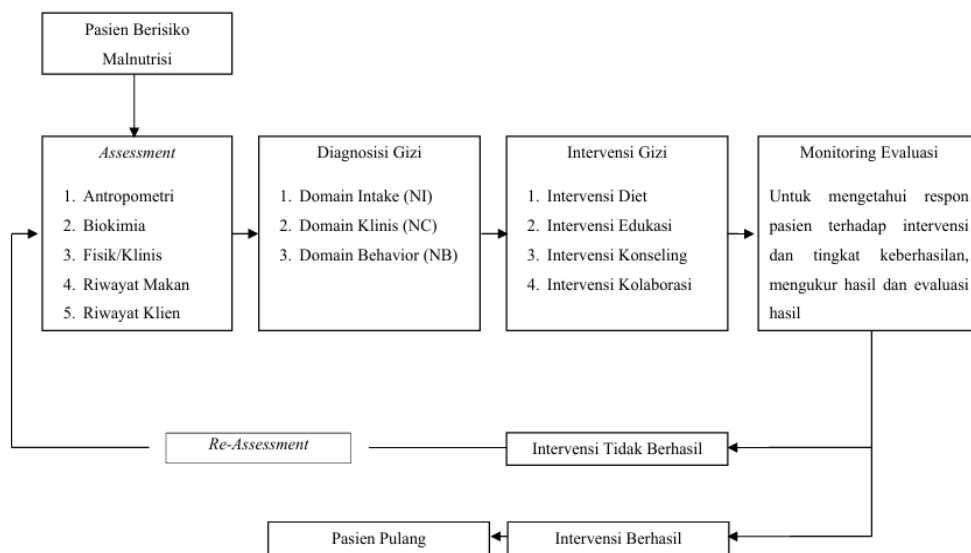 Pasien Berisiko
Malnutrisi
Assessment
1. Antropometri
2. Biokimia
3. Fisik/Klinis
4. Riwayat Makan
5. Riwayat Klien
Diagnosisi Gizi
1. Domain Intake (NI)
2. Domain Klinis (NC)
3. Domain Behavior (NB)
Intervensi Gizi
1. Intervensi Diet
2. Intervensi Edukasi
3. Intervensi Konseling
4. Intervensi Kolaborasi
Monitoring Evaluasi
Untuk mengetahui respon
pasien terhadap intervensi
dan tingkat keberhasilan,
mengukur hasil dan evaluasi
hasil
Re-Assessment
Intervensi Tidak Berhasil
Pasien Pulang
Intervensi Berhasil